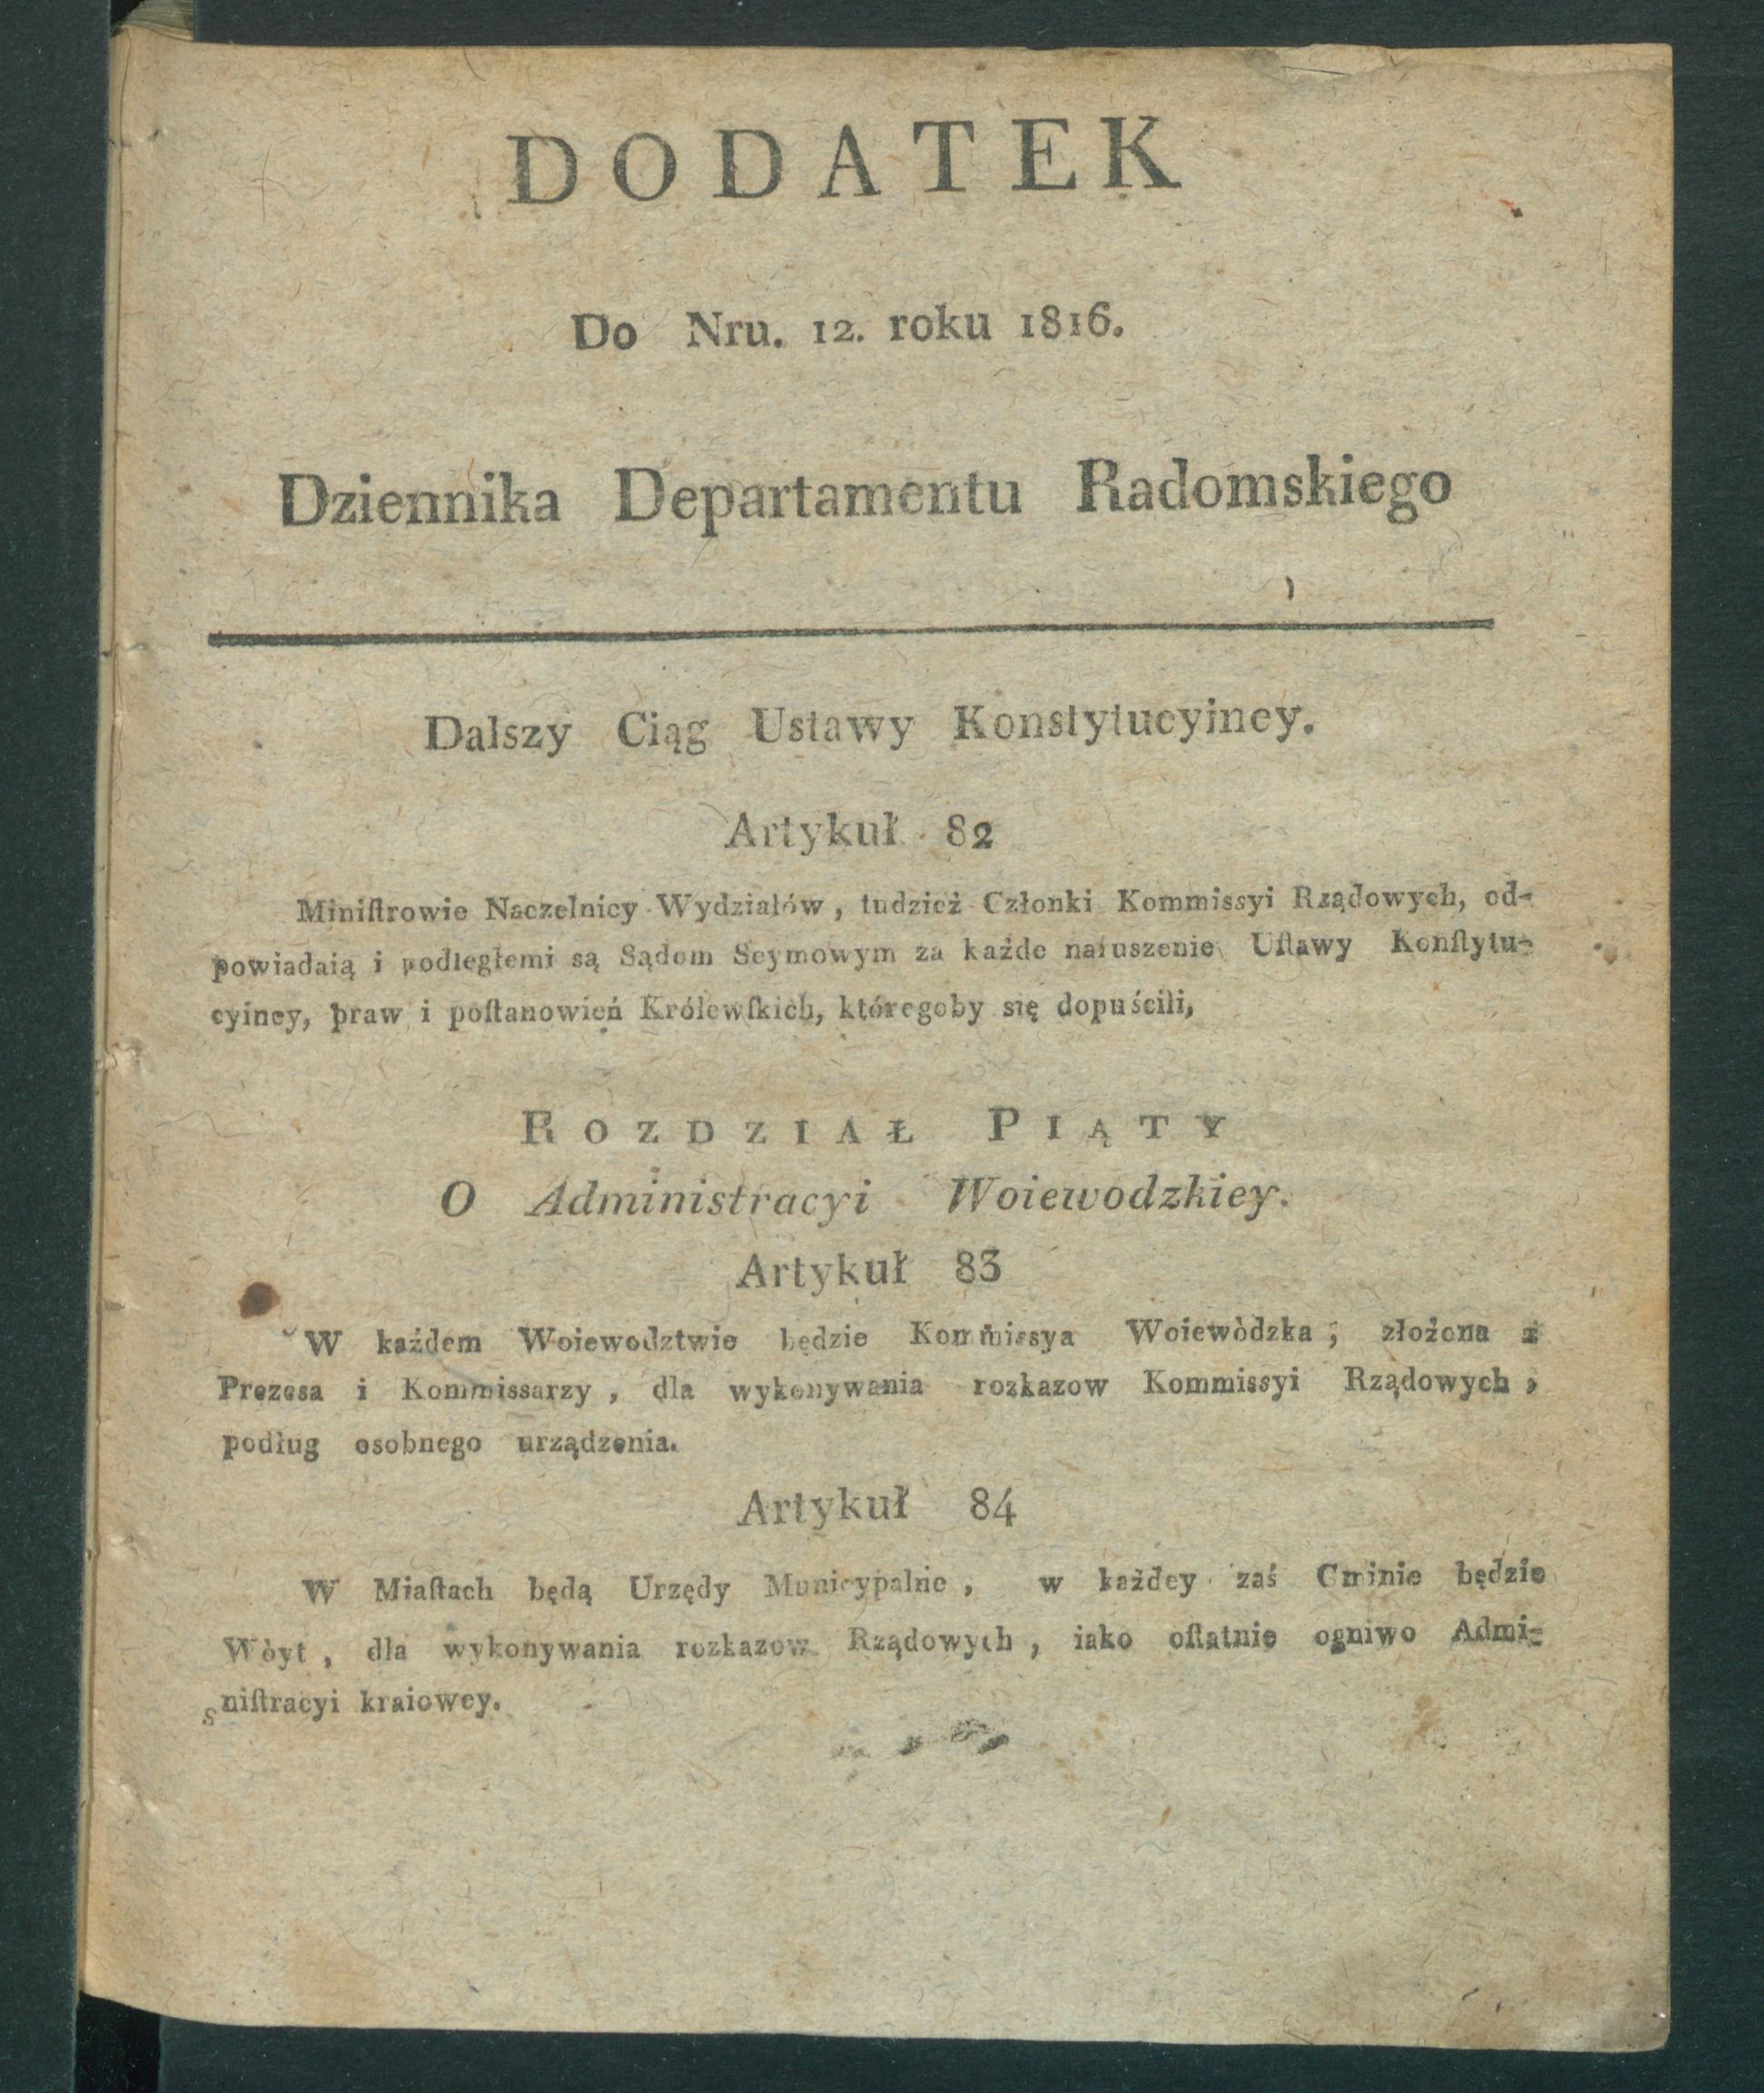 DODATEK
Do Nru. 12. roku 1816.
Dziennika Departamentu Radomskiego
Dalszy Ciąg Ustawy Konstytucyiney.
Artykuł 82
Miniſtrowie Naczelnicy Wydziałów, tudzież Członki Kommissyi Rządowych, od-
powiadaią i podległemi są Sądom Seymowym za każde naruszenie Uſtawy Konſtytu-
cyiney, praw i poſtanowień Królewſkich, któregoby się dopuścili,
ROZDZIAŁ PIĄTY
O Administracyi Woiewodzkiey.
Artykuł 83
W każdem Woiewodztwie będzie Kommissya Woiewòdzka; złożona z
Prezesa i Kommissarzy, dla wykonywania rozkazow Kommissyi Rządowych,
podług osobnego urządzenia.
Artykuł 84
W Miaſtach będą Urzędy Municypalne, w każdey zaś Gminie będzie
Wòyt, dla wykonywania rozkazow Rządowych, iako oſtatnie ogniwo Admi-
niſtracyi kraiowey.
s